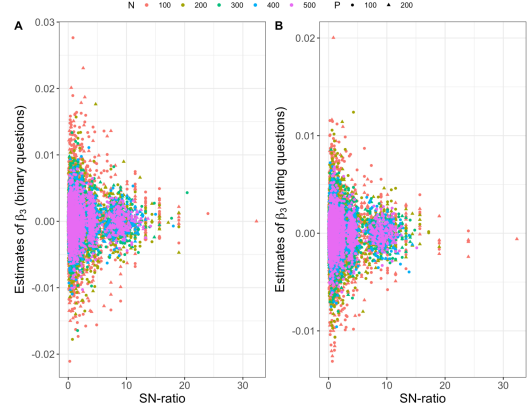 N 100 200 300 400 500 P 100 200
A
Estimates of β₃ (binary questions)
0.03
0.02
0.01
0.00
-0.01
-0.02
0 10 20 30
SN-ratio
B
Estimates of β₃ (rating questions)
0.02
0.01
0.00
-0.01
0 10 20 30
SN-ratio